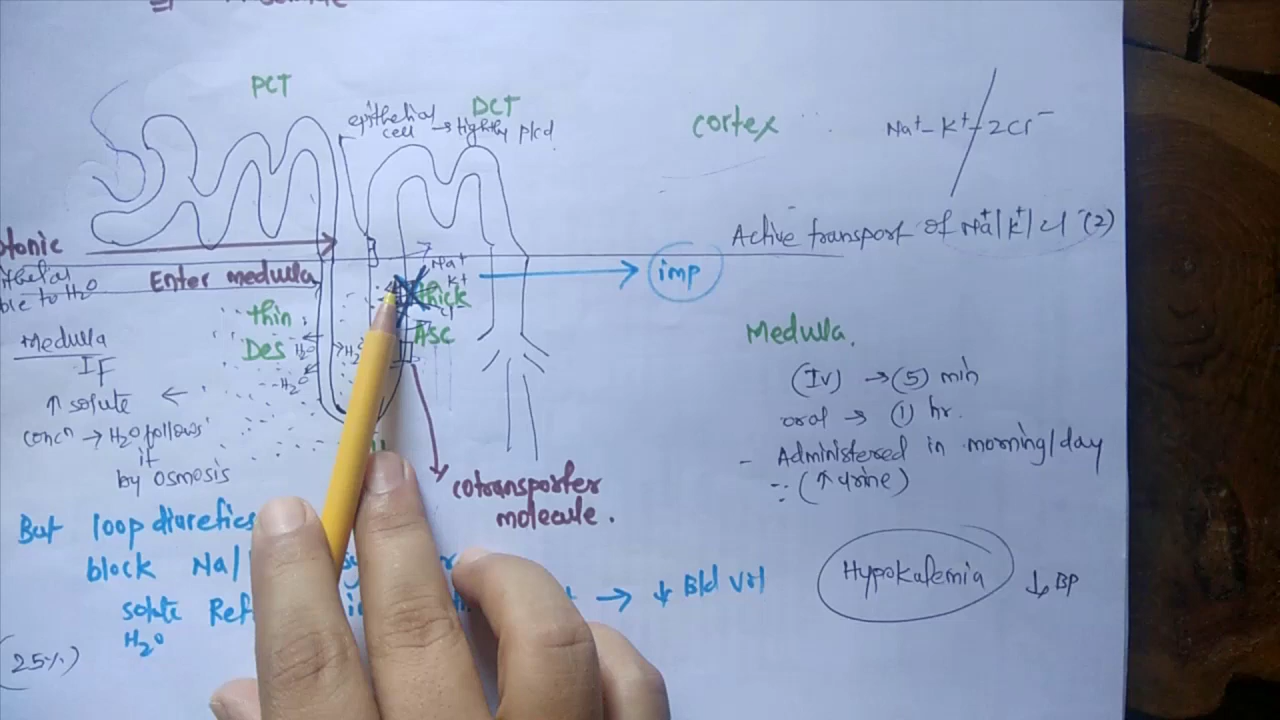 PCT
epithelial
cell → tightly plcd
DCT
cortex
Na⁺-K⁺-2Cl⁻
Active transport of Na⁺/K⁺/Cl⁻(2)
Enter medulla
Na⁺
K⁺
Cl⁻
imp
thin
Des
thick
ASC
H₂O
H₂O
Medulla
IF
↑ solute ←
concⁿ → H₂O follows
it
by osmosis
Medulla.
(IV) → (5) min
oral → (1) hr.
- Administered in morning/day
∵ (↑ urine)
cotransporter
molecule.
But loop diuretics
block Na/
solute
H₂O
→ ↓ Bld Vol
Hypokalemia ↓ BP
(25%)